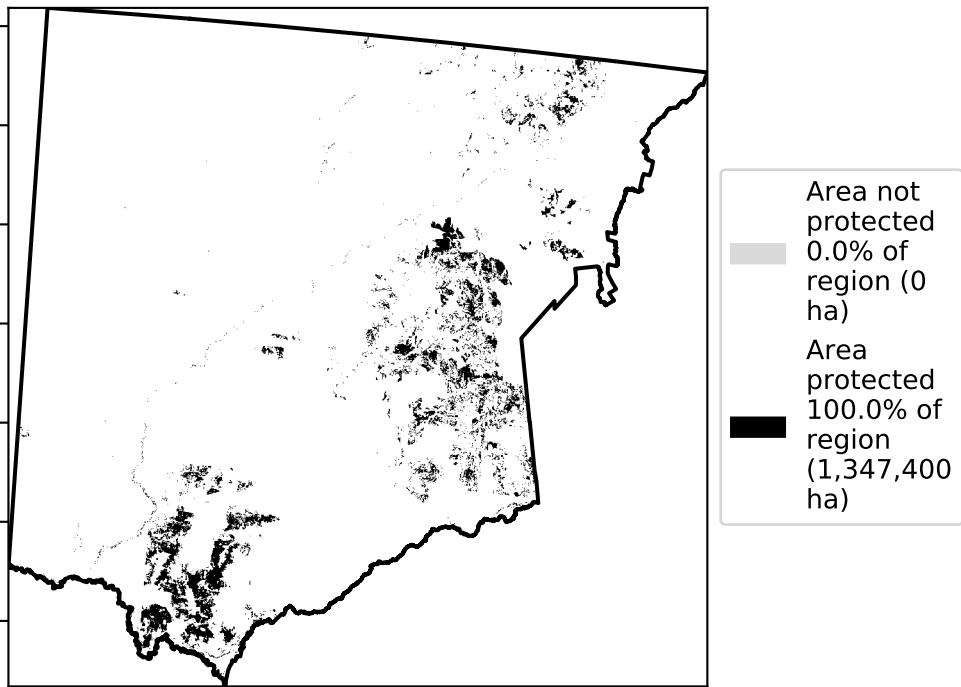 Area not
protected
0.0% of
region (0
ha)
Area
protected
100.0% of
region
(1,347,400
ha)